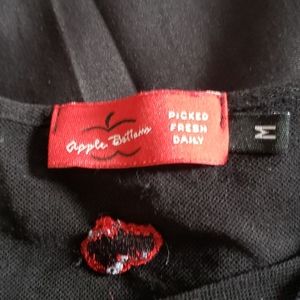 Apple Bottoms
PICKED
FRESH
DAILY
M